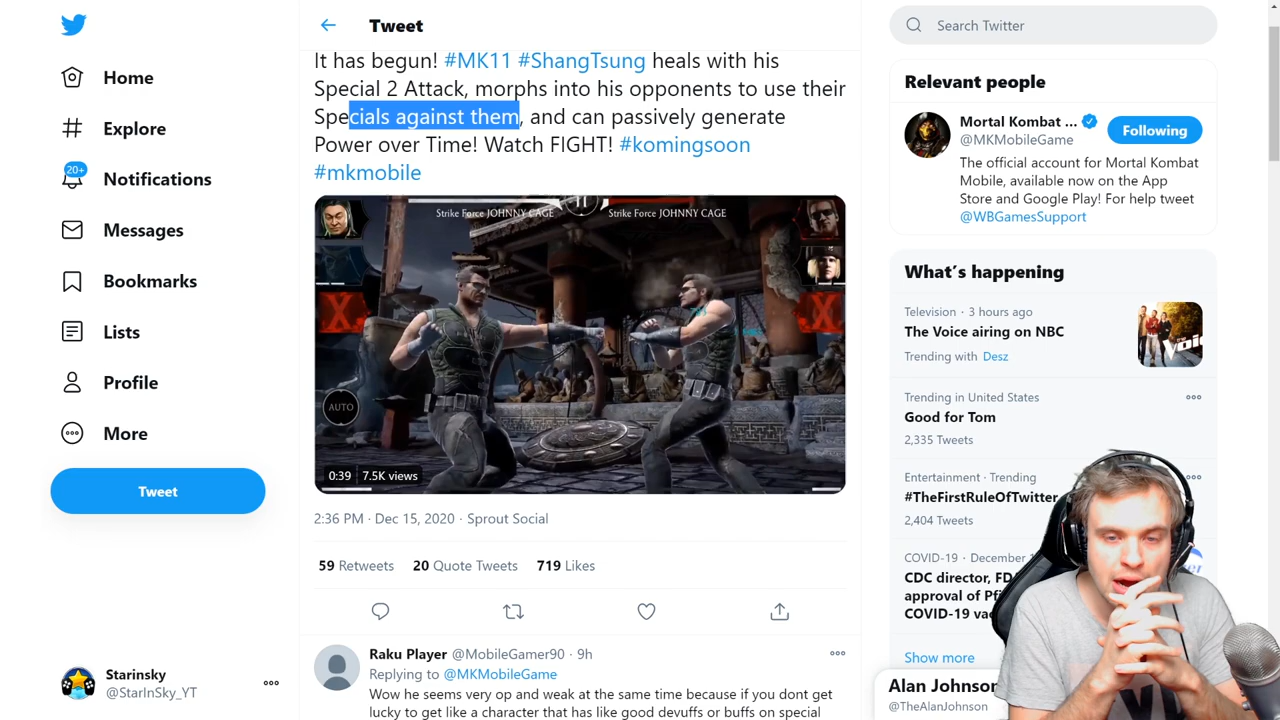 Home
Explore
20+
Notifications
Messages
Bookmarks
Lists
Profile
More
Tweet
Starinsky
@StarInSky_YT
Tweet
It has begun! #MK11 #ShangTsung heals with his
Special 2 Attack, morphs into his opponents to use their
Specials against them, and can passively generate
Power over Time! Watch FIGHT! #komingsoon
#mkmobile
Strike Force JOHNNY CAGE
Strike Force JOHNNY CAGE
AUTO
0:39 7.5K views
2:36 PM · Dec 15, 2020 · Sprout Social
59 Retweets 20 Quote Tweets 719 Likes
Raku Player @MobileGamer90 · 9h
Replying to @MKMobileGame
Wow he seems very op and weak at the same time because if you dont get
lucky to get like a character that has like good devuffs or buffs on special
Search Twitter
Relevant people
Mortal Kombat ...
@MKMobileGame
Following
The official account for Mortal Kombat
Mobile, available now on the App
Store and Google Play! For help tweet
@WBGamesSupport
What's happening
Television · 3 hours ago
The Voice airing on NBC
Trending with Desz
Trending in United States
Good for Tom
2,335 Tweets
Entertainment · Trending
#TheFirstRuleOfTwitter
2,404 Tweets
COVID-19 · December
CDC director, FD
approval of Pf
COVID-19 va
Show more
Alan Johnson
@TheAlanJohnson